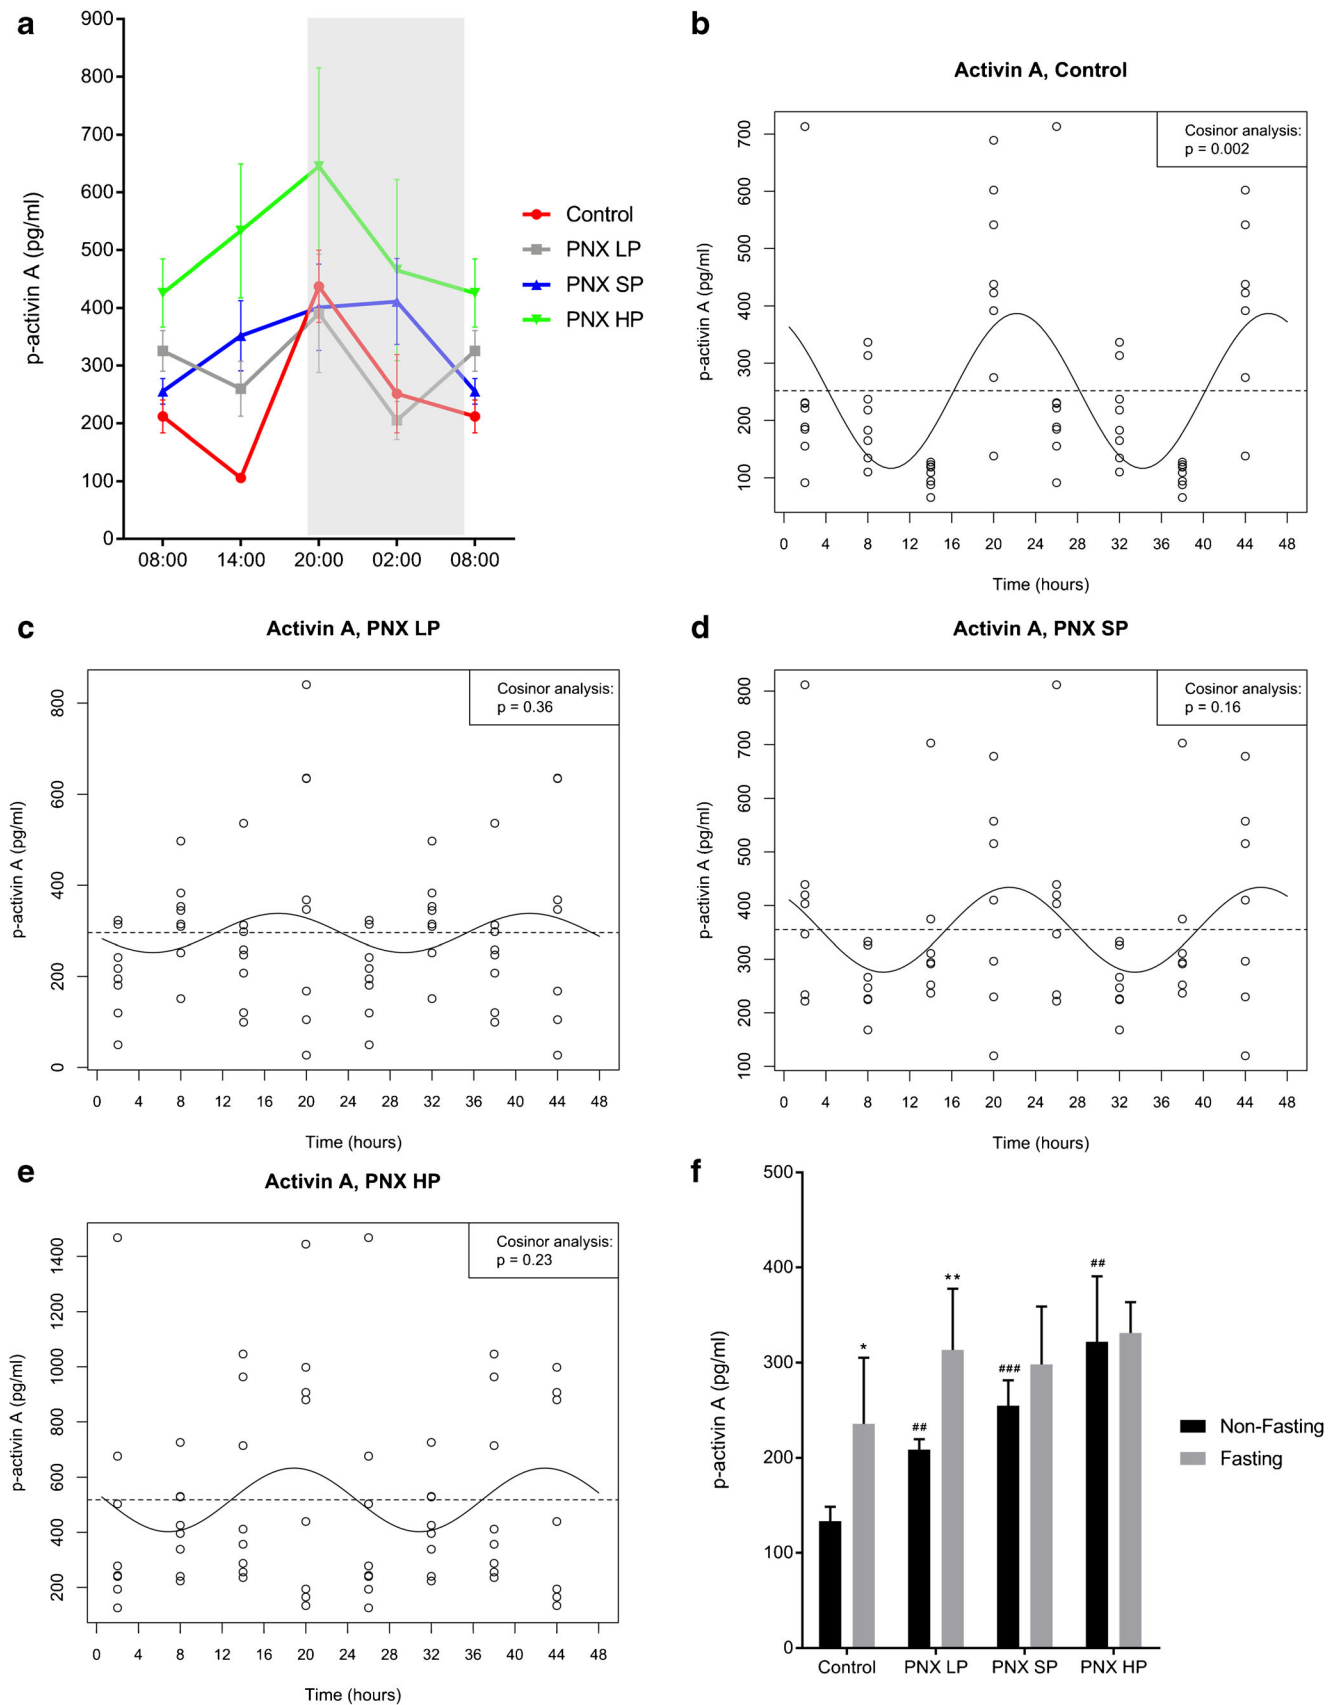 a
900
800
700
600
500
400
300
200
100
0
p-activin A (pg/ml)
08:00 14:00 20:00 02:00 08:00
Control
PNX LP
PNX SP
PNX HP
b
Activin A, Control
Cosinor analysis:
p = 0.002
700
600
500
400
300
200
100
p-activin A (pg/ml)
0 4 8 12 16 20 24 28 32 36 40 44 48
Time (hours)
c
Activin A, PNX LP
Cosinor analysis:
p = 0.36
800
600
400
200
0
p-activin A (pg/ml)
0 4 8 12 16 20 24 28 32 36 40 44 48
Time (hours)
d
Activin A, PNX SP
Cosinor analysis:
p = 0.16
800
700
600
500
400
300
200
100
p-activin A (pg/ml)
0 4 8 12 16 20 24 28 32 36 40 44 48
Time (hours)
e
Activin A, PNX HP
Cosinor analysis:
p = 0.23
1400
1200
1000
800
600
400
200
p-activin A (pg/ml)
0 4 8 12 16 20 24 28 32 36 40 44 48
Time (hours)
f
500
400
300
200
100
0
p-activin A (pg/ml)
*
##
**
###
##
Non-Fasting
Fasting
Control PNX LP PNX SP PNX HP